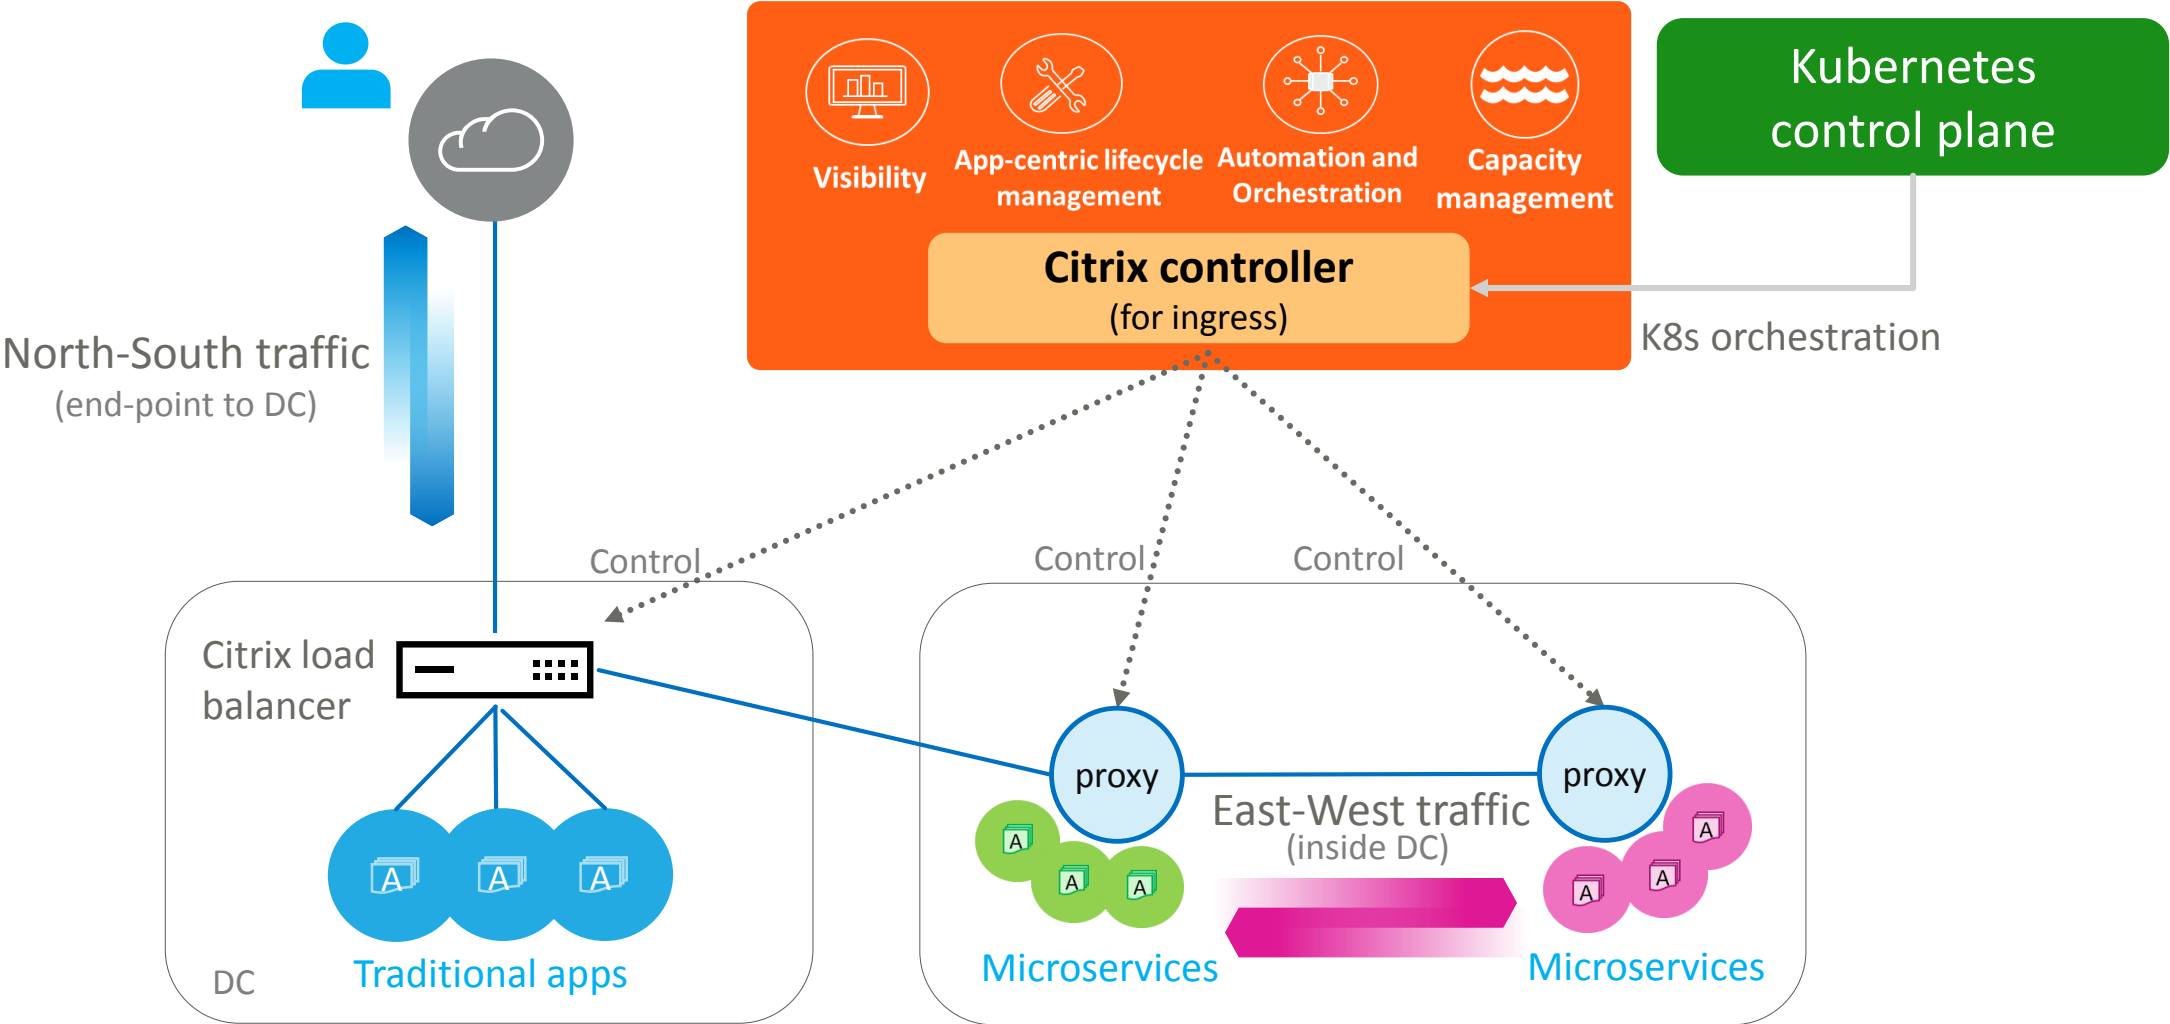 Kubernetes
control plane
Visibility
App-centric lifecycle
management
Automation and
Orchestration
Capacity
management
Citrix controller
(for ingress)
K8s orchestration
North-South traffic
(end-point to DC)
Control
Control
Control
Citrix load
balancer
proxy
proxy
East-West traffic
(inside DC)
A
A
A
A
A
A
A
A
A
Traditional apps
DC
Microservices
Microservices